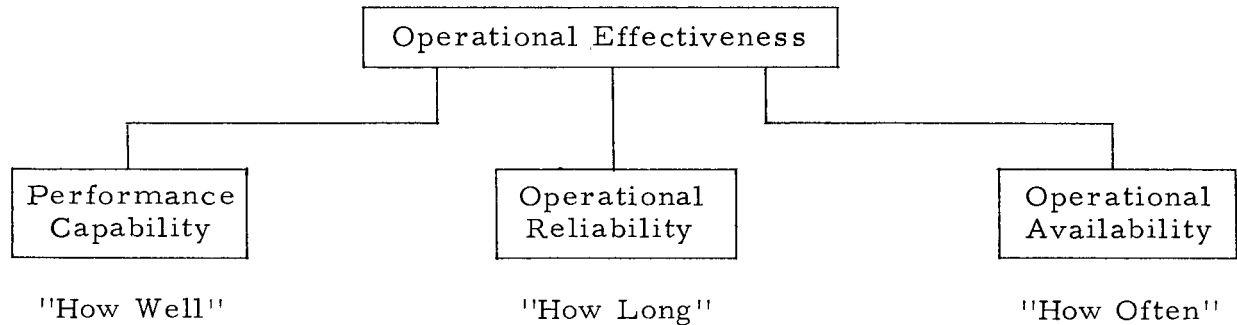 Operational Effectiveness
Performance
Capability
Operational
Reliability
Operational
Availability
"How Well"
"How Long"
"How Often"